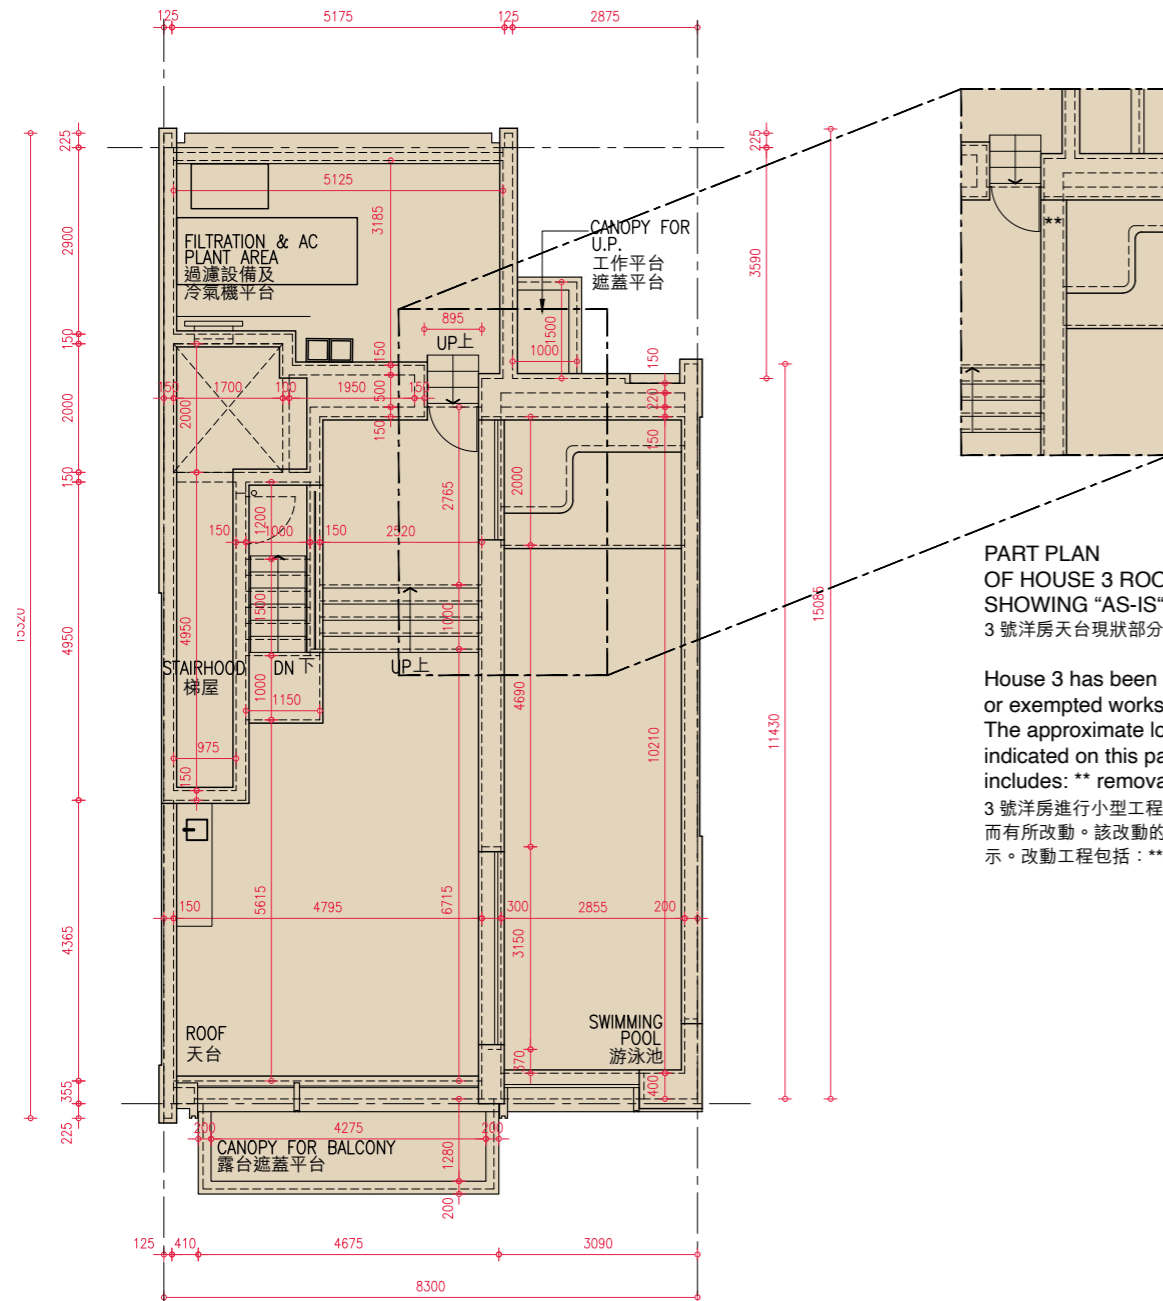 125
5175
125
2875
225
2900
150
2000
150
4950
15320
4365
355
225
5125
3185
FILTRATION & AC
PLANT AREA
過濾設備及
冷氣機平台
CANOPY FOR
U.P.
工作平台
遮蓋平台
225
3590
895
UP上
1500
1000
150
150
1700
100
1950
150
500
150
2000
150
220
150
**
2765
2000
150
1200
1000
150
2520
4950
1500
1000
STAIRHOOD
梯屋
DN 下
UP上
1000
1150
4690
10210
11430
15085
975
150
150
5615
4795
6715
300
2855
200
3150
ROOF
天台
SWIMMING
POOL
游泳池
370
400
200
4275
200
CANOPY FOR BALCONY
露台遮蓋平台
1280
200
125
410
4675
3090
8300
PART PLAN
OF HOUSE 3 ROO
SHOWING “AS-IS“
3 號洋房天台現狀部分
House 3 has been
or exempted works
The approximate lo
indicated on this pa
includes: ** remova
3 號洋房進行小型工程
而有所改動。該改動的
示。改動工程包括：**